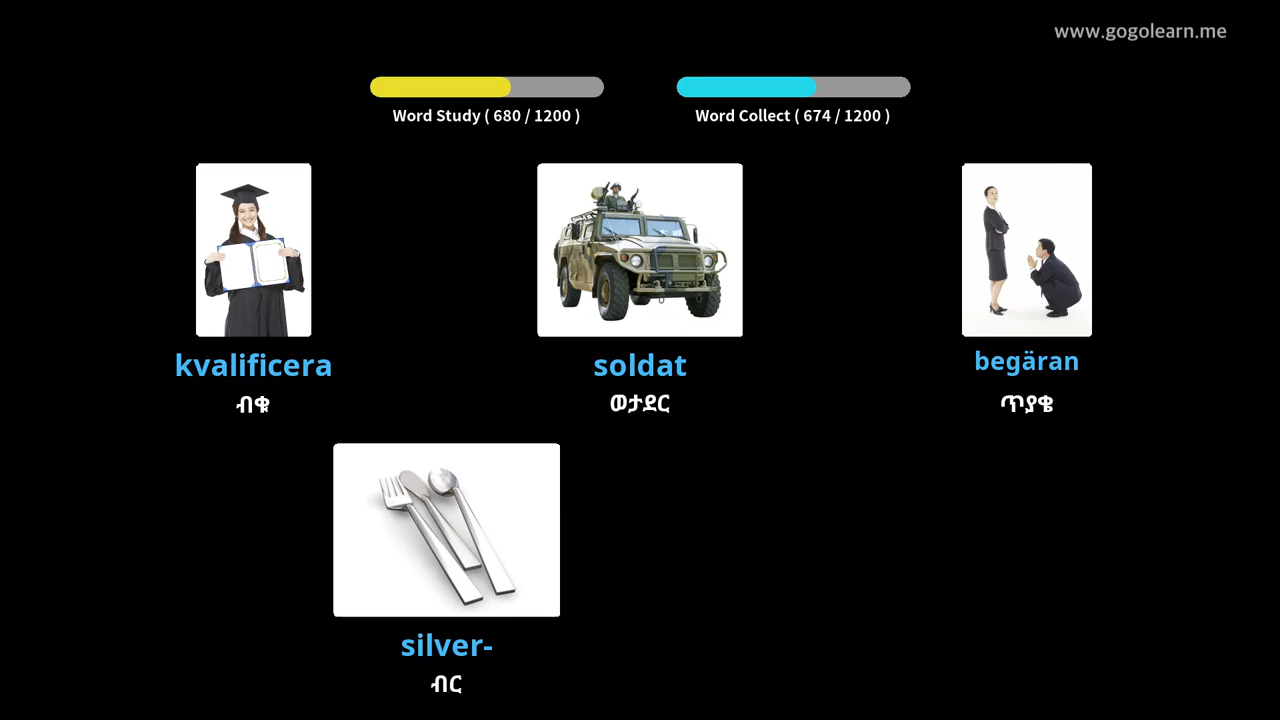 www.gogolearn.me
Word Study ( 680 / 1200 )
Word Collect ( 674 / 1200 )
kvalificera
soldat
begäran
ብቁ
ወታደር
ጥያቄ
silver-
ብር